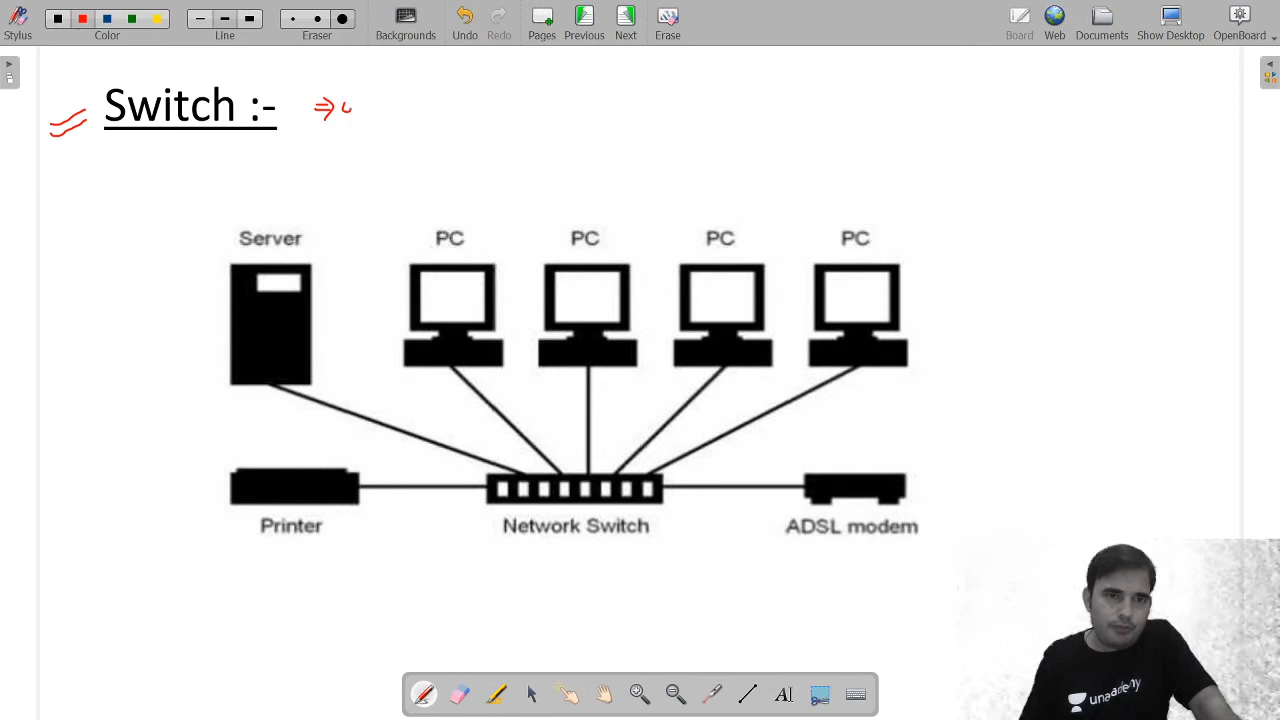 Stylus
Color
Line
Eraser
Backgrounds
Undo
Redo
Pages
Previous
Next
Erase
Board
Web
Documents
Show Desktop
OpenBoard
Switch :- ⇒
Server
PC
PC
PC
PC
Printer
Network Switch
ADSL modem
unacademy